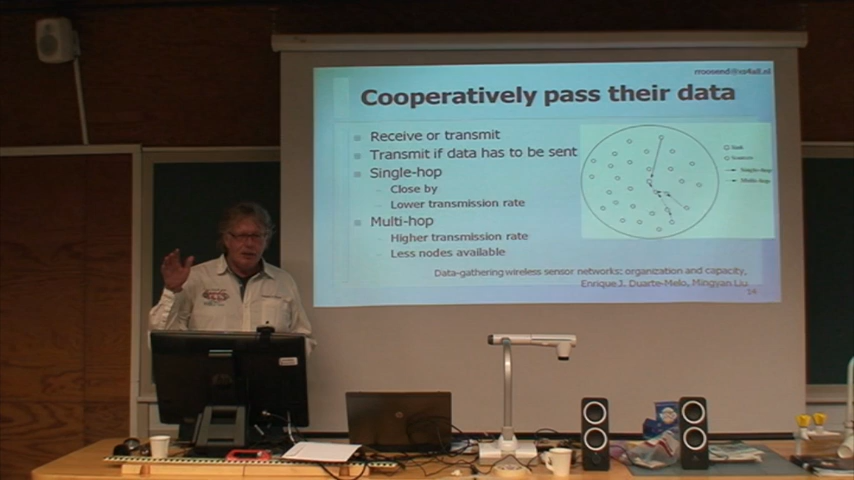 rroosend@xs4all.nl
Cooperatively pass their data
Receive or transmit
Transmit if data has to be sent
Single-hop
Close by
Lower transmission rate
Multi-hop
Higher transmission rate
Less nodes available
Sink
Sources
Single-hop
Multi-hop
Data-gathering wireless sensor networks: organization and capacity,
Enrique J. Duarte-Melo, Mingyan Liu
14